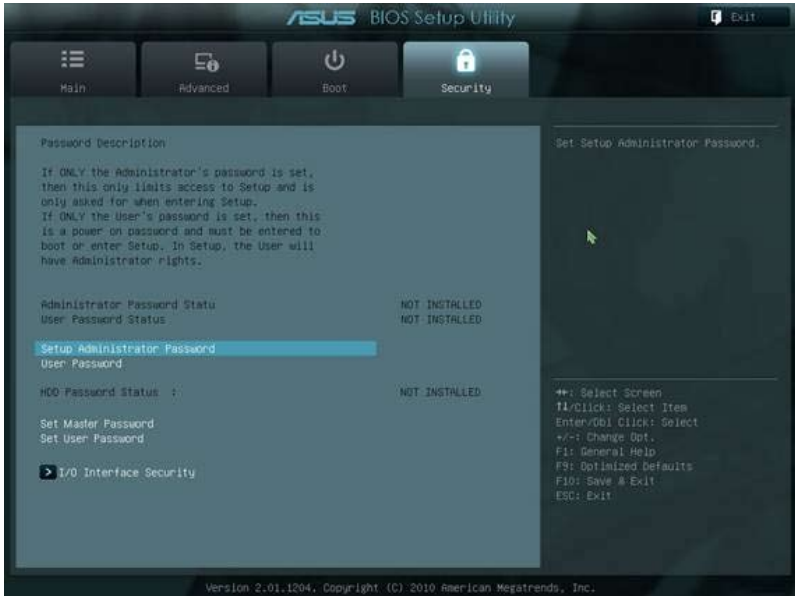 ASUS BIOS Setup Utility
Exit
Main
Advanced
Boot
Security
Password Description
If ONLY the Administrator's password is set,
then this only limits access to Setup and is
only asked for when entering Setup.
If ONLY the User's password is set, then this
is a power on password and must be entered to
boot or enter Setup. In Setup, the User will
have Administrator rights.
Administrator Password Statu NOT INSTALLED
User Password Status NOT INSTALLED
Setup Administrator Password
User Password
HDD Password Status : NOT INSTALLED
Set Master Password
Set User Password
> I/O Interface Security
Set Setup Administrator Password.
→←: Select Screen
↑↓/Click: Select Item
Enter/Dbl Click: Select
+/-: Change Opt.
F1: General Help
F9: Optimized Defaults
F10: Save & Exit
ESC: Exit
Version 2.01.1204. Copyright (C) 2010 American Megatrends, Inc.